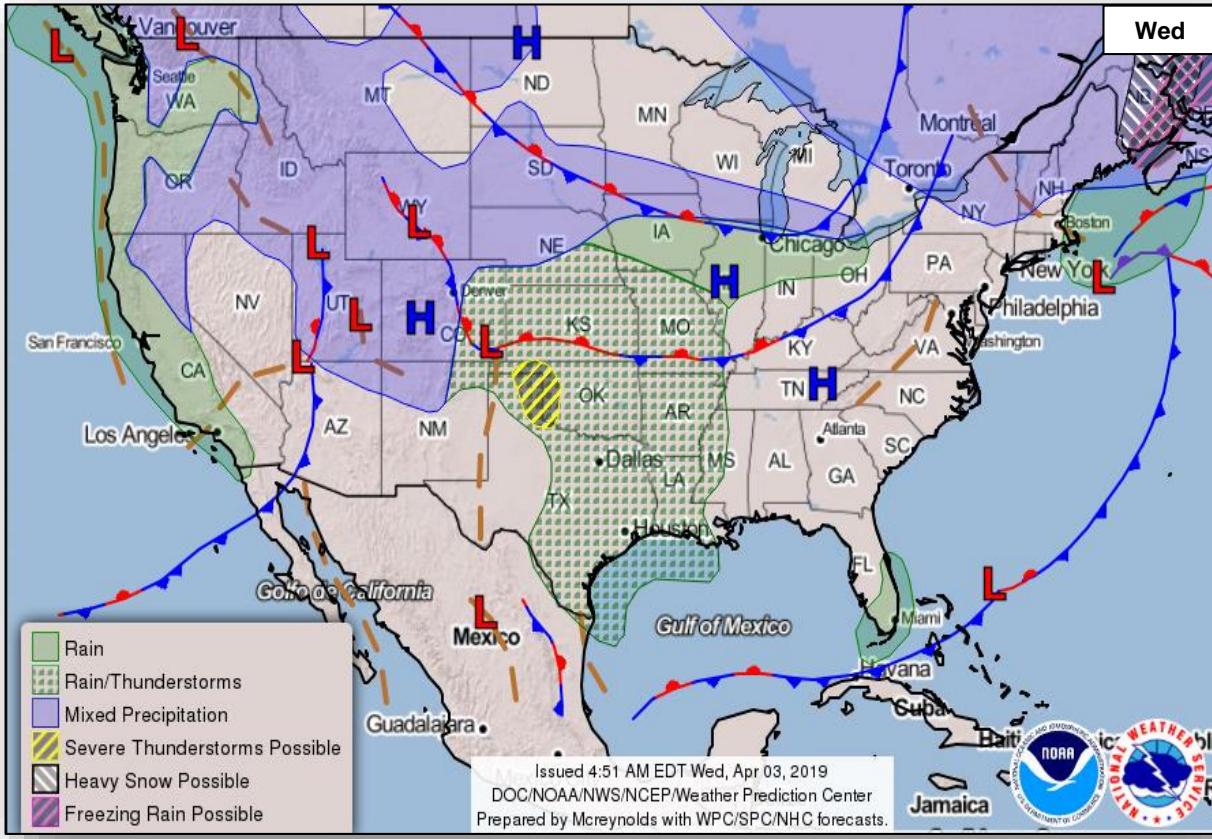 Wed
Vancouver
L
L
H
Seattle
WA
MT
ND
MN
Montreal
NB
NS
OR
ID
SD
WI
MI
Toronto
NH
WY
L
L
NE
IA
Chicago
NY
Boston
NV
UT
L
H
Denver
CO
L
KS
MO
H
IN
OH
PA
New York
L
Philadelphia
San Francisco
CA
L
KY
VA
Washington
Los Angeles
AZ
NM
OK
AR
TN
H
NC
Atlanta
SC
Dallas
LA
MS
AL
GA
TX
Houston
FL
Golfo de California
L
Mexico
Gulf of Mexico
Miami
L
Havana
Cuba
Guadalajara
Jamaica
Rain
Rain/Thunderstorms
Mixed Precipitation
Severe Thunderstorms Possible
Heavy Snow Possible
Freezing Rain Possible
Issued 4:51 AM EDT Wed, Apr 03, 2019
DOC/NOAA/NWS/NCEP/Weather Prediction Center
Prepared by Mcreynolds with WPC/SPC/NHC forecasts.
NOAA
NATIONAL WEATHER SERVICE